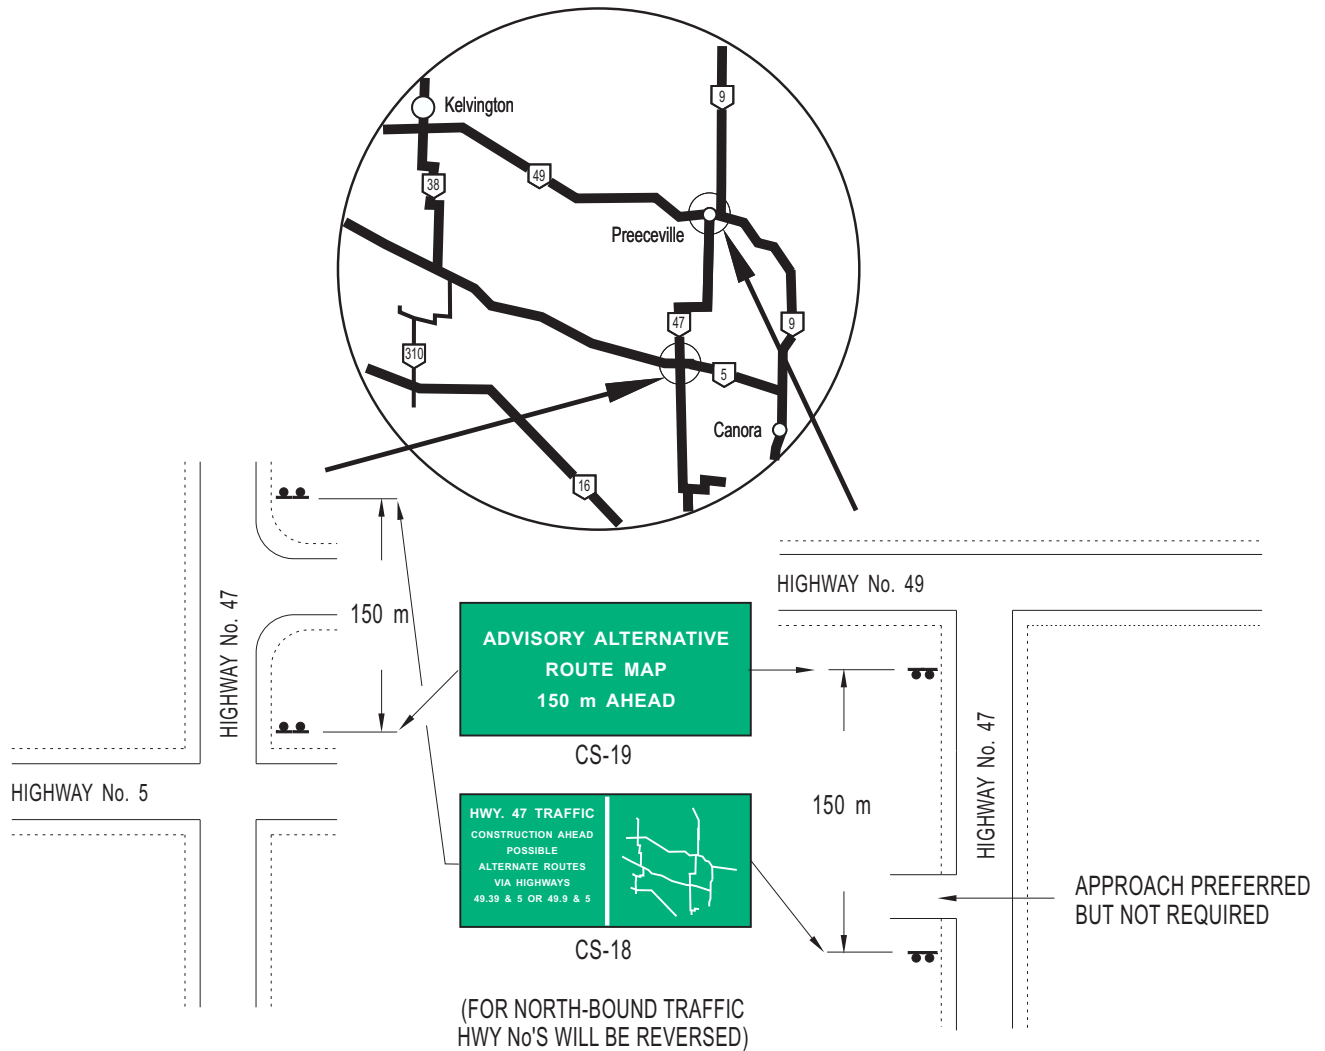 9
Kelvington
49
38
Preeceville
47
9
310
5
Canora
16
HIGHWAY No. 47
150 m
HIGHWAY No. 5
ADVISORY ALTERNATIVE
ROUTE MAP
150 m AHEAD
CS-19
HWY. 47 TRAFFIC
CONSTRUCTION AHEAD
POSSIBLE
ALTERNATE ROUTES
VIA HIGHWAYS
49.39 & 5 OR 49.9 & 5
CS-18
(FOR NORTH-BOUND TRAFFIC
HWY No'S WILL BE REVERSED)
HIGHWAY No. 49
150 m
HIGHWAY No. 47
APPROACH PREFERRED
BUT NOT REQUIRED